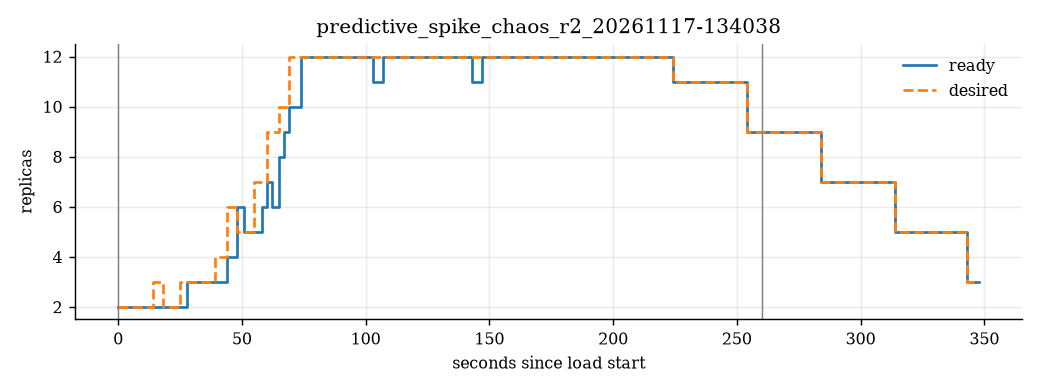 predictive_spike_chaos_r2_20261117-134038
12
10
8
6
4
2
replicas
ready
desired
0 50 100 150 200 250 300 350
seconds since load start